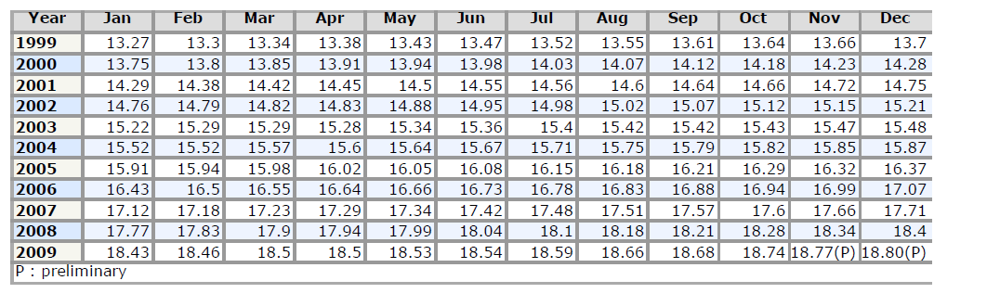 Year Jan Feb Mar Apr May Jun Jul Aug Sep Oct Nov Dec
1999 13.27 13.3 13.34 13.38 13.43 13.47 13.52 13.55 13.61 13.64 13.66 13.7
2000 13.75 13.8 13.85 13.91 13.94 13.98 14.03 14.07 14.12 14.18 14.23 14.28
2001 14.29 14.38 14.42 14.45 14.5 14.55 14.56 14.6 14.64 14.66 14.72 14.75
2002 14.76 14.79 14.82 14.83 14.88 14.95 14.98 15.02 15.07 15.12 15.15 15.21
2003 15.22 15.29 15.29 15.28 15.34 15.36 15.4 15.42 15.42 15.43 15.47 15.48
2004 15.52 15.52 15.57 15.6 15.64 15.67 15.71 15.75 15.79 15.82 15.85 15.87
2005 15.91 15.94 15.98 16.02 16.05 16.08 16.15 16.18 16.21 16.29 16.32 16.37
2006 16.43 16.5 16.55 16.64 16.66 16.73 16.78 16.83 16.88 16.94 16.99 17.07
2007 17.12 17.18 17.23 17.29 17.34 17.42 17.48 17.51 17.57 17.6 17.66 17.71
2008 17.77 17.83 17.9 17.94 17.99 18.04 18.1 18.18 18.21 18.28 18.34 18.4
2009 18.43 18.46 18.5 18.5 18.53 18.54 18.59 18.66 18.68 18.74 18.77(P) 18.80(P)
P : preliminary